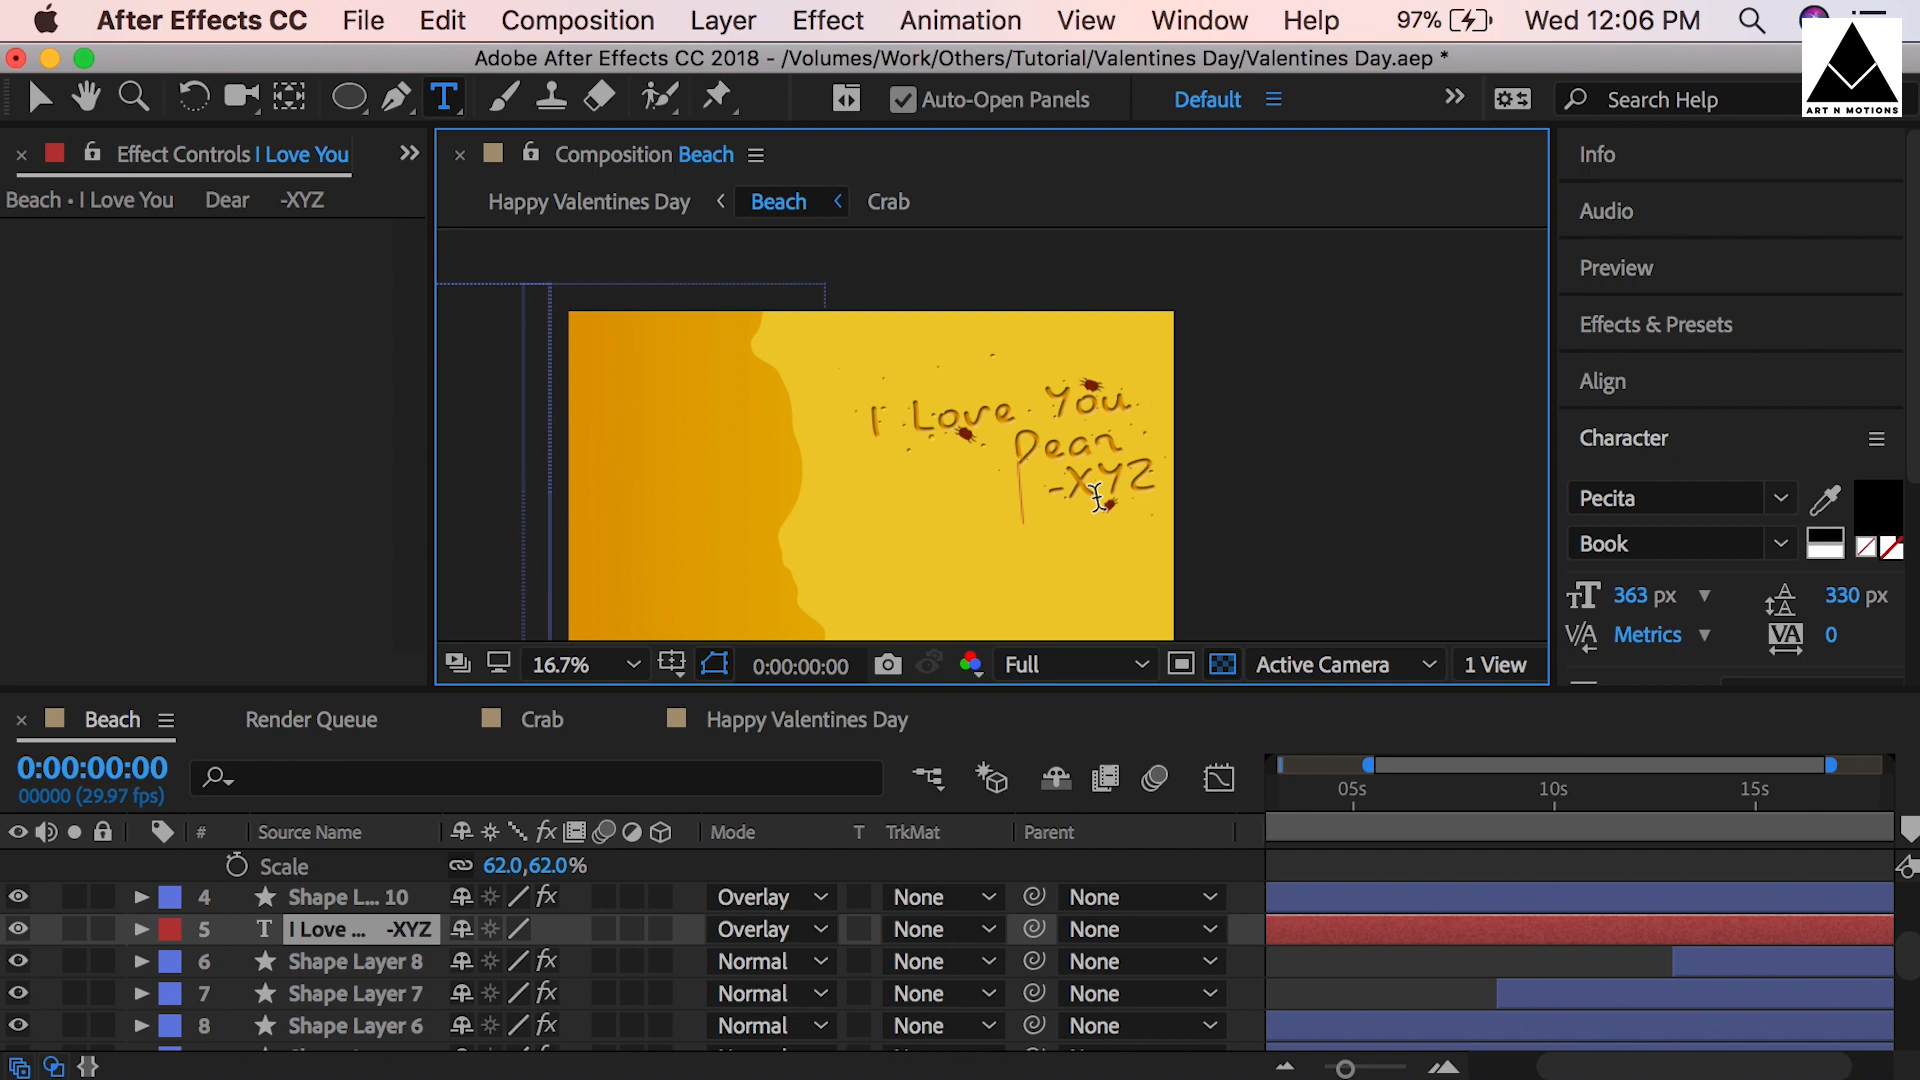 After Effects CC File Edit Composition Layer Effect Animation View Window Help 97% Wed 12:06 PM
Adobe After Effects CC 2018 - /Volumes/Work/Others/Tutorial/Valentines Day/Valentines Day.aep *
T Auto-Open Panels Default Search Help
ART N MOTIONS
Effect Controls I Love You
Beach • I Love You Dear -XYZ
Composition Beach
Happy Valentines Day Beach Crab
I Love You
Dear
-XYZ
16.7% 0:00:00:00 Full Active Camera 1 View
Info
Audio
Preview
Effects & Presets
Align
Character
Pecita
Book
363 px 330 px
Metrics VA 0
Beach Render Queue Crab Happy Valentines Day
0:00:00:00
00000 (29.97 fps)
05s 10s 15s
# Source Name fx Mode T TrkMat Parent
Scale 62.0,62.0%
4 Shape L... 10 fx Overlay None None
5 T I Love ... -XYZ Overlay None None
6 Shape Layer 8 fx Normal None None
7 Shape Layer 7 fx Normal None None
8 Shape Layer 6 fx Normal None None